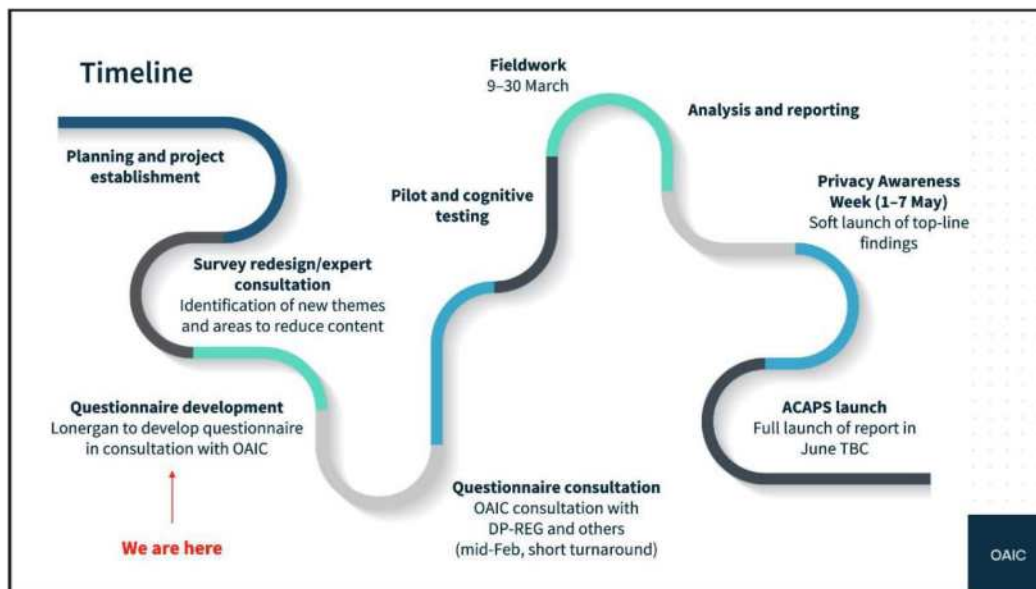 Timeline
Planning and project
establishment
Survey redesign/expert
consultation
Identification of new themes
and areas to reduce content
Questionnaire development
Lonergan to develop questionnaire
in consultation with OAIC
We are here
Questionnaire consultation
OAIC consultation with
DP-REG and others
(mid-Feb, short turnaround)
Pilot and cognitive
testing
Fieldwork
9–30 March
Analysis and reporting
Privacy Awareness
Week (1–7 May)
Soft launch of top-line
findings
ACAPS launch
Full launch of report in
June TBC
OAIC